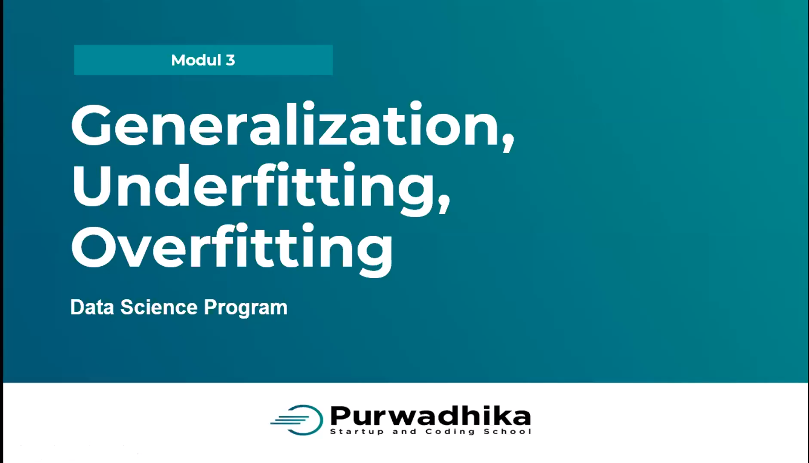 Modul 3
Generalization,
Underfitting,
Overfitting
Data Science Program
Purwadhika
Startup and Coding School